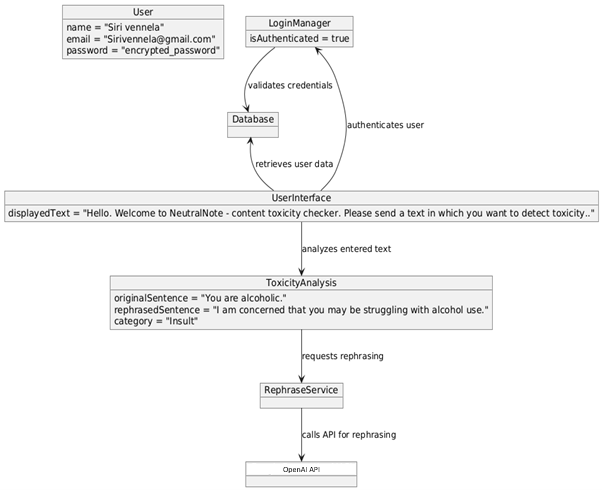 User
name = "Siri vennela"
email = "Sirivennela@gmail.com"
password = "encrypted_password"
LoginManager
isAuthenticated = true
validates credentials
Database
authenticates user
retrieves user data
UserInterface
displayedText = "Hello. Welcome to NeutralNote - content toxicity checker. Please send a text in which you want to detect toxicity.."
analyzes entered text
ToxicityAnalysis
originalSentence = "You are alcoholic."
rephrasedSentence = "I am concerned that you may be struggling with alcohol use."
category = "Insult"
requests rephrasing
RephraseService
calls API for rephrasing
OpenAI API